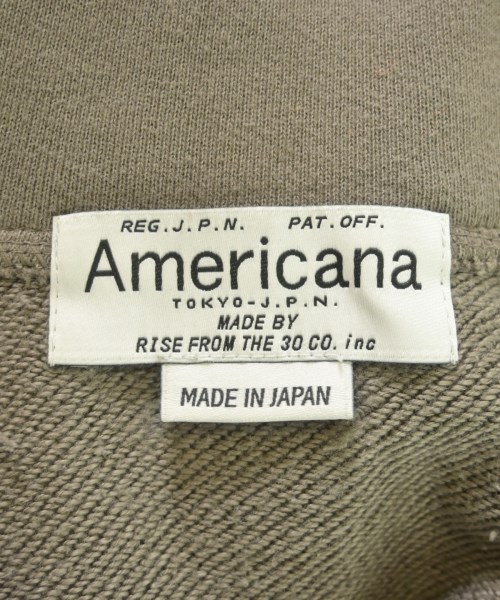 REG.J.P.N. PAT.OFF.
Americana
TOKYO-J.P.N.
MADE BY
RISE FROM THE 30 CO. inc
MADE IN JAPAN